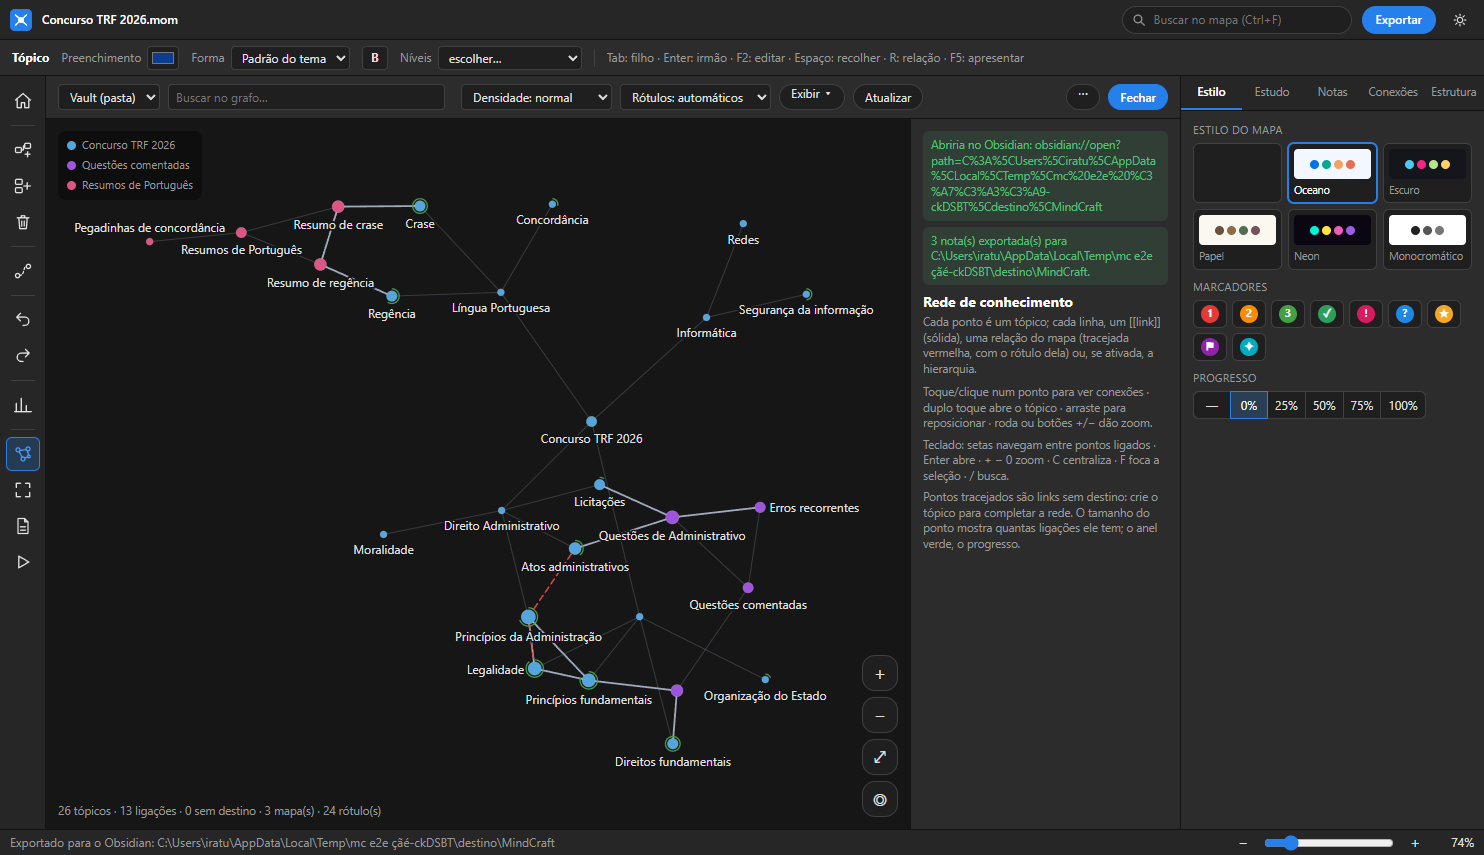 Concurso TRF 2026.mom
Buscar no mapa (Ctrl+F)
Exportar
Tópico
Preenchimento
Forma
Padrão do tema
B
Níveis
escolher...
Tab: filho · Enter: irmão · F2: editar · Espaço: recolher · R: relação · F5: apresentar
Vault (pasta)
Buscar no grafo...
Densidade: normal
Rótulos: automáticos
Exibir
Atualizar
...
Fechar
Concurso TRF 2026
Questões comentadas
Resumos de Português
Pegadinhas de concordância
Resumos de Português
Resumo de crase
Crase
Resumo de regência
Regência
Concordância
Língua Portuguesa
Redes
Segurança da informação
Informática
Concurso TRF 2026
Licitações
Direito Administrativo
Moralidade
Questões de Administrativo
Erros recorrentes
Atos administrativos
Questões comentadas
Princípios da Administração
Legalidade
Princípios fundamentais
Organização do Estado
Direitos fundamentais
+
−
26 tópicos · 13 ligações · 0 sem destino · 3 mapa(s) · 24 rótulo(s)
Abriria no Obsidian: obsidian://open?
path=C%3A%5CUsers%5Ciratu%5CAppData
%5CLocal%5CTemp%5Cmc%20e2e%20%C3
%A7%C3%A3%C3%A9-
ckDSBT%5Cdestino%5CMindCraft
3 nota(s) exportada(s) para
C:\Users\iratu\AppData\Local\Temp\mc e2e
çãé-ckDSBT\destino\MindCraft.
Rede de conhecimento
Cada ponto é um tópico; cada linha, um [[link]]
(sólida), uma relação do mapa (tracejada
vermelha, com o rótulo dela) ou, se ativada, a
hierarquia.
Toque/clique num ponto para ver conexões ·
duplo toque abre o tópico · arraste para
reposicionar · roda ou botões +/− dão zoom.
Teclado: setas navegam entre pontos ligados ·
Enter abre · + − 0 zoom · C centraliza · F foca a
seleção · / busca.
Pontos tracejados são links sem destino: crie o
tópico para completar a rede. O tamanho do
ponto mostra quantas ligações ele tem; o anel
verde, o progresso.
Estilo
Estudo
Notas
Conexões
Estrutura
ESTILO DO MAPA
Oceano
Escuro
Papel
Neon
Monocromático
MARCADORES
1
2
3
!
?
PROGRESSO
—
0%
25%
50%
75%
100%
Exportado para o Obsidian: C:\Users\iratu\AppData\Local\Temp\mc e2e çãé-ckDSBT\destino\MindCraft
−
+
74%